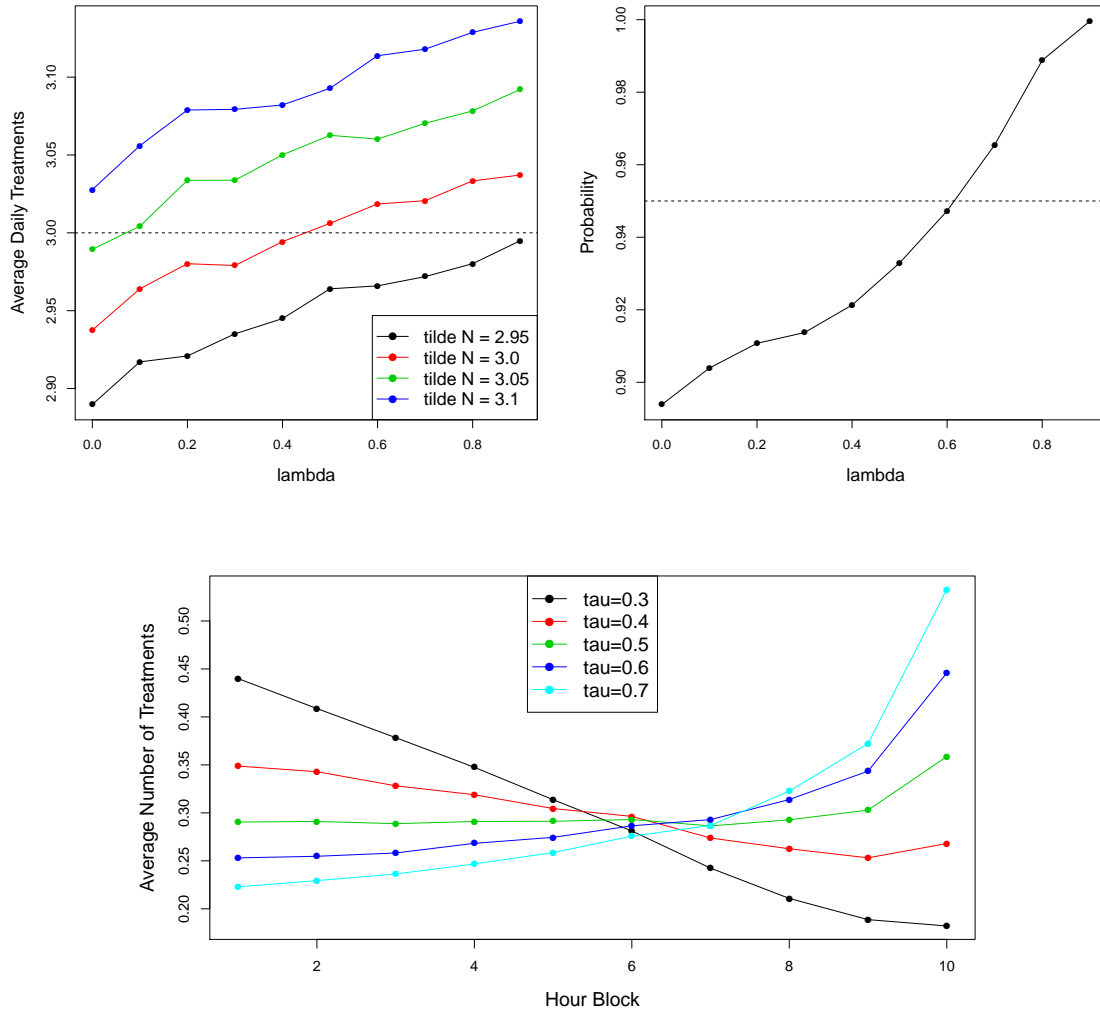 Average Daily Treatments
3.10
3.05
3.00
2.95
2.90
tilde N = 2.95
tilde N = 3.0
tilde N = 3.05
tilde N = 3.1
0.0 0.2 0.4 0.6 0.8
lambda
Probability
1.00
0.98
0.96
0.94
0.92
0.90
0.0 0.2 0.4 0.6 0.8
lambda
Average Number of Treatments
0.50
0.45
0.40
0.35
0.30
0.25
0.20
tau=0.3
tau=0.4
tau=0.5
tau=0.6
tau=0.7
2 4 6 8 10
Hour Block